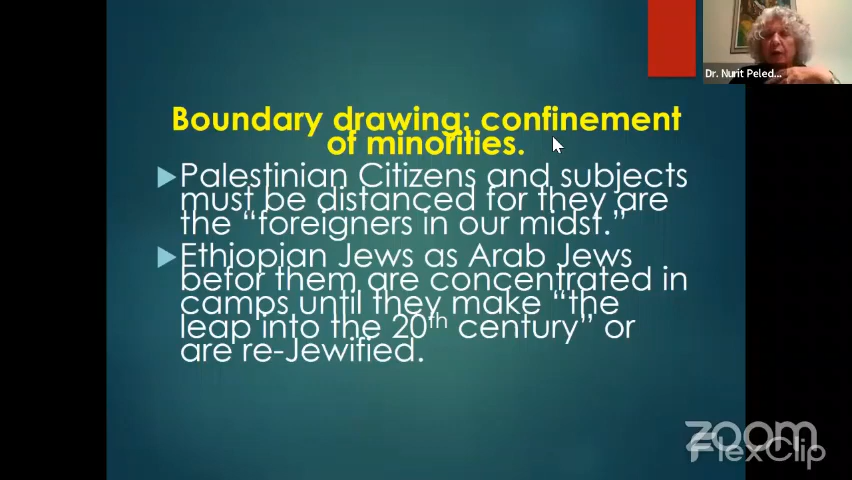 Dr. Nurit Peled...
Boundary drawing: confinement
of minorities.
Palestinian Citizens and subjects
must be distanced for they are
the “foreigners in our midst.”
Ethiopian Jews as Arab Jews
befor them are concentrated in
camps until they make “the
leap into the 20th century” or
are re-Jewified.
zoom
FlexClip